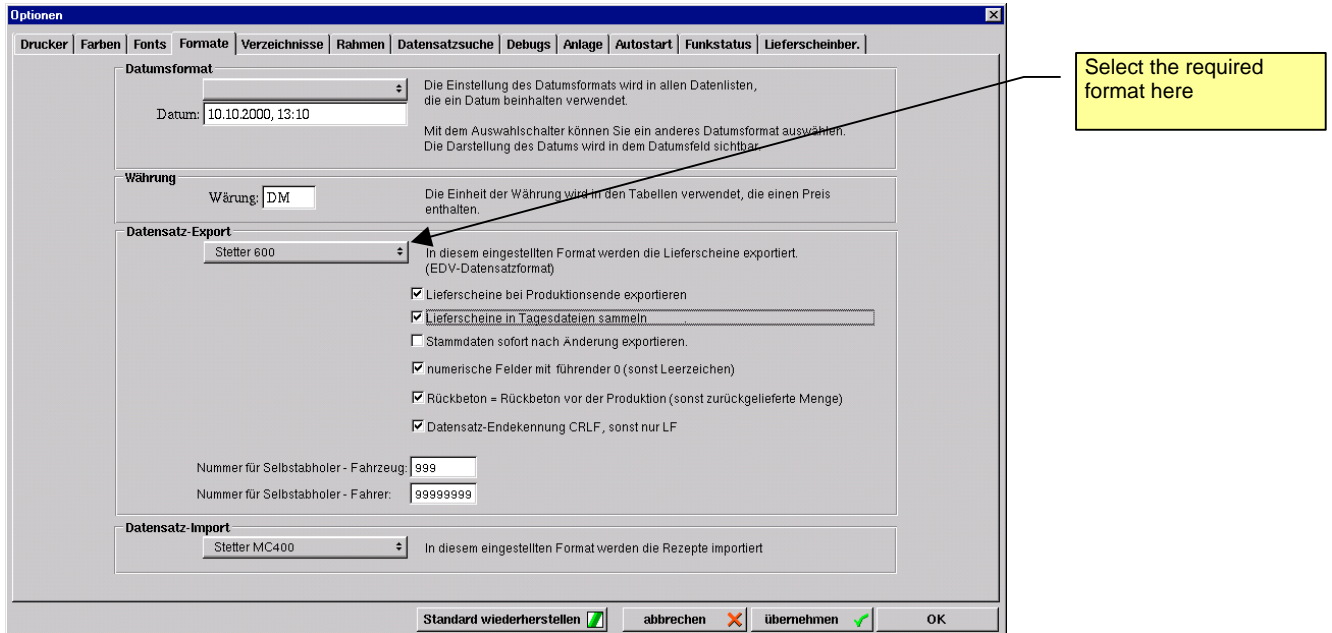 Optionen
Drucker Farben Fonts Formate Verzeichnisse Rahmen Datensatzsuche Debugs Anlage Autostart Funkstatus Lieferscheinber.
Select the required
format here
Datumsformat
Die Einstellung des Datumsformats wird in allen Datenlisten,
die ein Datum beinhalten verwendet.
Datum: 10.10.2000, 13:10
Mit dem Auswahlschalter können Sie ein anderes Datumsformat auswählen.
Die Darstellung des Datums wird in dem Datumsfeld sichtbar.
Währung
Wärung: DM
Die Einheit der Währung wird in den Tabellen verwendet, die einen Preis
enthalten.
Datensatz-Export
Stetter 600
In diesem eingestellten Format werden die Lieferscheine exportiert.
(EDV-Datensatzformat)
Lieferscheine bei Produktionsende exportieren
Lieferscheine in Tagesdateien sammeln
Stammdaten sofort nach Änderung exportieren.
numerische Felder mit führender 0 (sonst Leerzeichen)
Rückbeton = Rückbeton vor der Produktion (sonst zurückgelieferte Menge)
Datensatz-Endekennung CRLF, sonst nur LF
Nummer für Selbstabholer - Fahrzeug: 999
Nummer für Selbstabholer - Fahrer: 99999999
Datensatz-Import
Stetter MC400
In diesem eingestellten Format werden die Rezepte importiert
Standard wiederherstellen abbrechen übernehmen OK